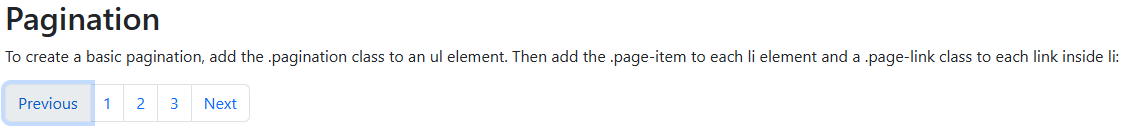 Pagination
To create a basic pagination, add the .pagination class to an ul element. Then add the .page-item to each li element and a .page-link class to each link inside li:
Previous 1 2 3 Next